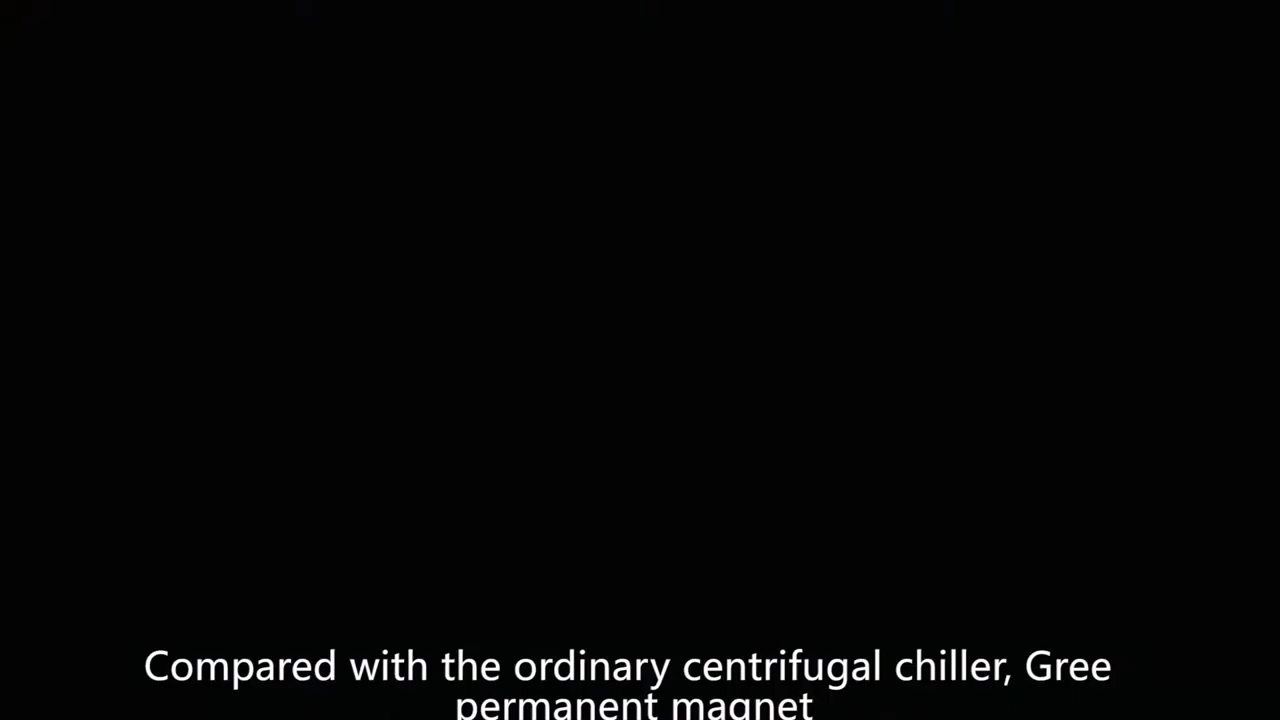 Compared with the ordinary centrifugal chiller, Gree
permanent magnet